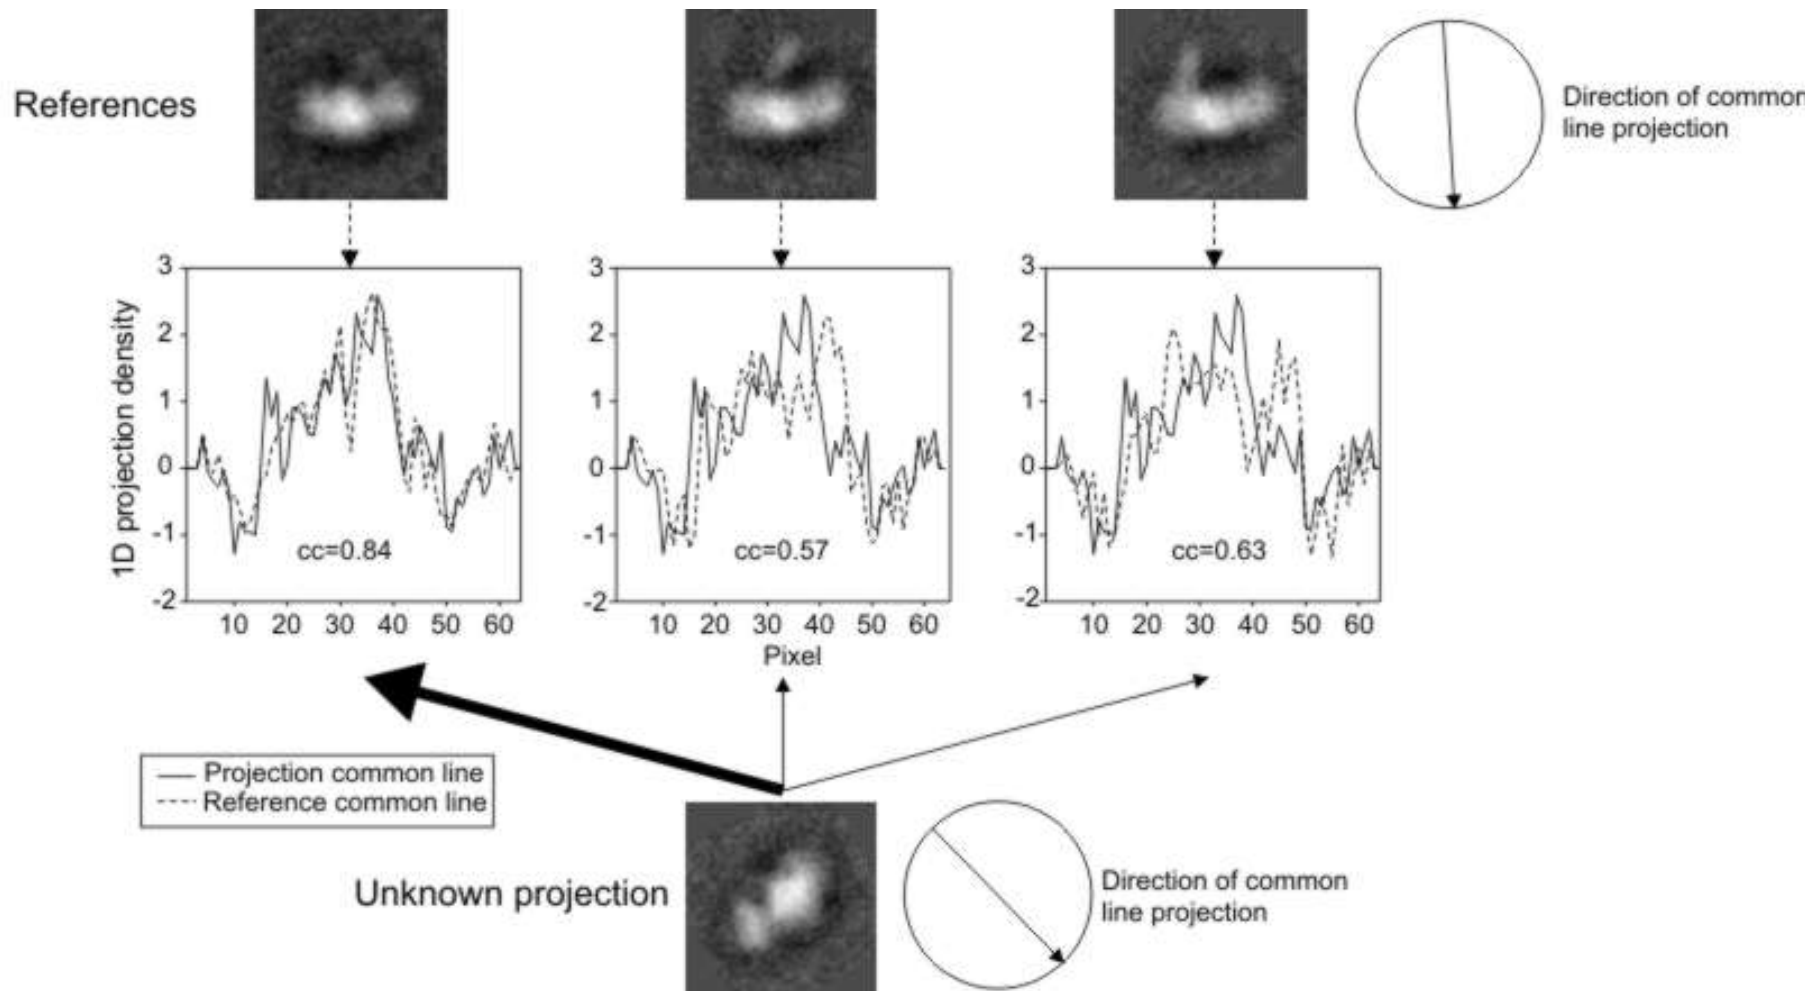 References
Direction of common
line projection
1D projection density
3
2
1
0
-1
-2
cc=0.84
10 20 30 40 50 60
3
2
1
0
-1
-2
cc=0.57
10 20 30 40 50 60
Pixel
3
2
1
0
-1
-2
cc=0.63
10 20 30 40 50 60
Projection common line
Reference common line
Unknown projection
Direction of common
line projection